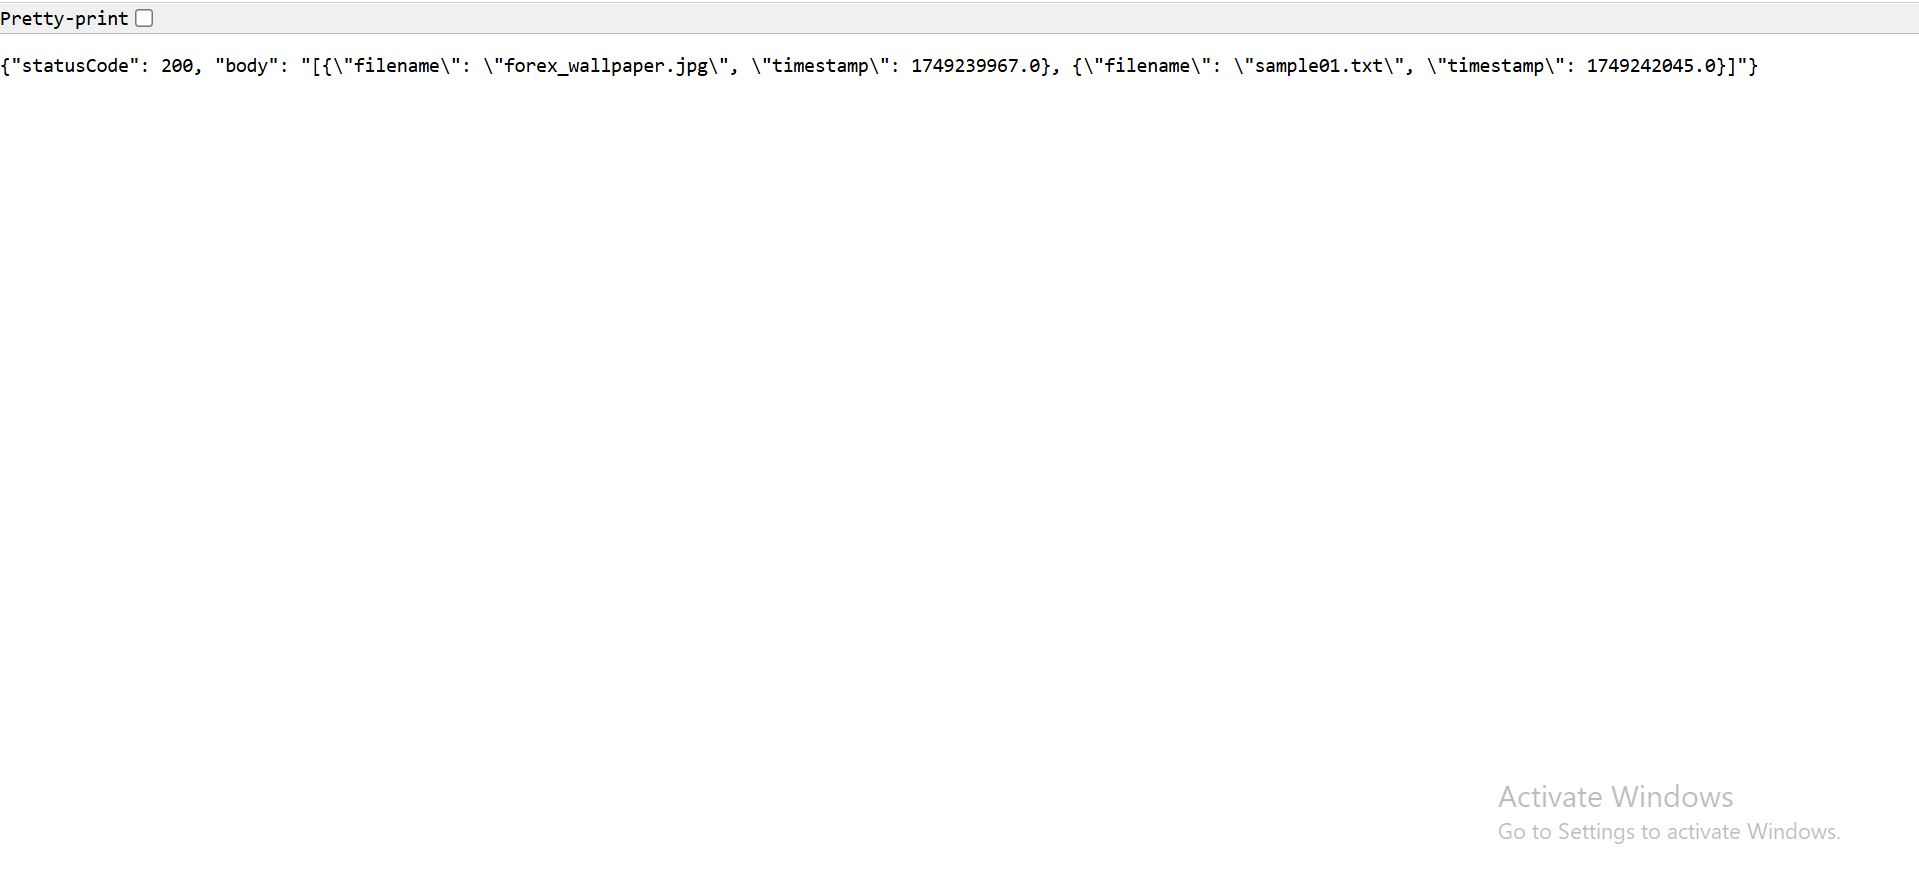 Pretty-print
{"statusCode": 200, "body": "[{\"filename\": \"forex_wallpaper.jpg\", \"timestamp\": 1749239967.0}, {\"filename\": \"sample01.txt\", \"timestamp\": 1749242045.0}]"}
Activate Windows
Go to Settings to activate Windows.